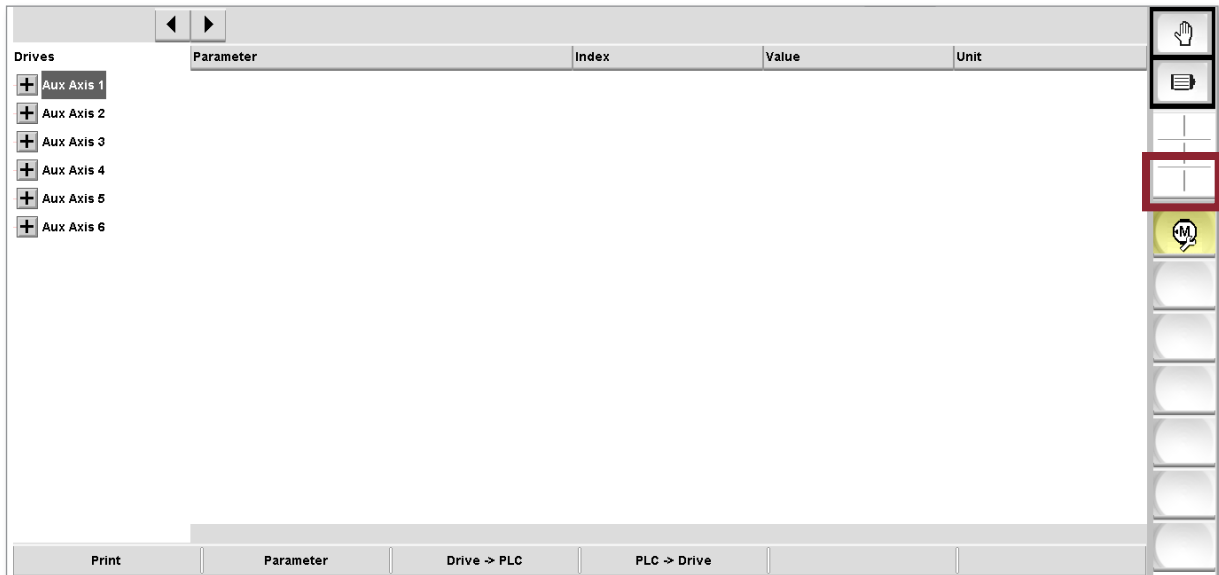 Drives Parameter Index Value Unit
Aux Axis 1
Aux Axis 2
Aux Axis 3
Aux Axis 4
Aux Axis 5
Aux Axis 6
M
Print Parameter Drive -> PLC PLC -> Drive